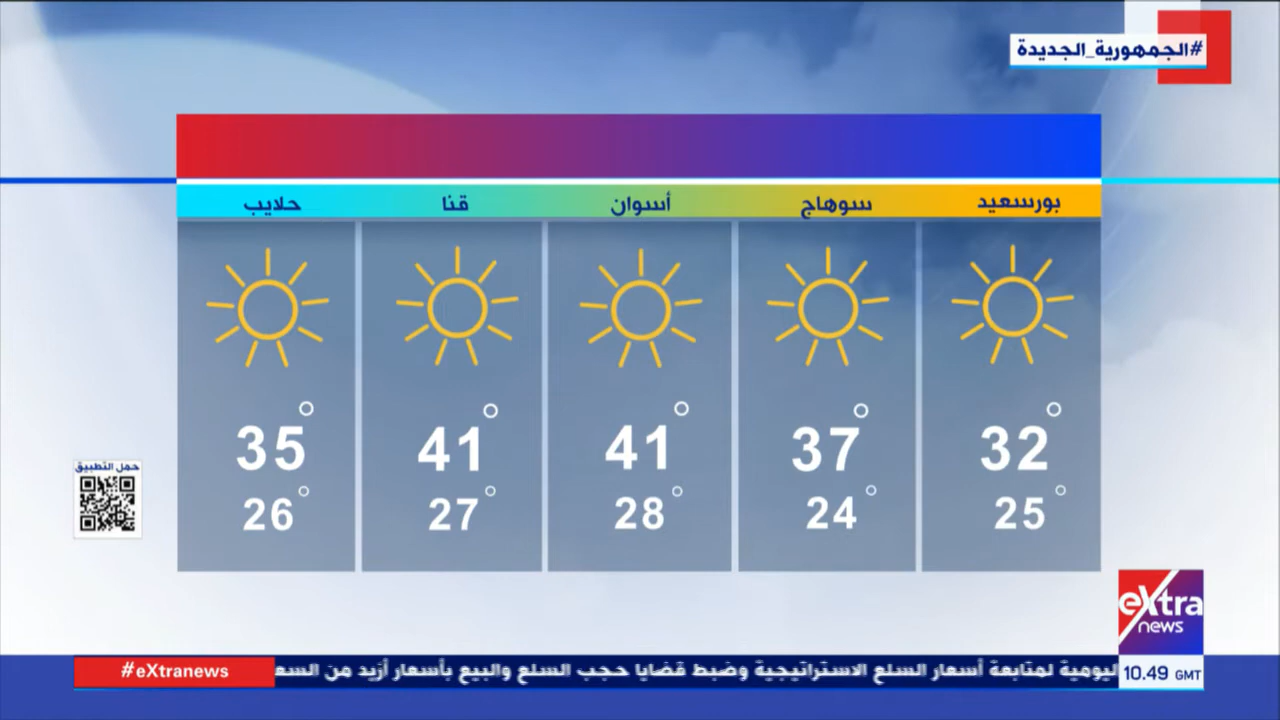 #الجمهورية_الجديدة
بورسعيد سوهاج أسوان قنا حلايب
32° 37° 41° 41° 35°
25° 24° 28° 27° 26°
حمل التطبيق
eXtra
news
اليومية لمتابعة أسعار السلع الاستراتيجية وضبط قضايا حجب السلع والبيع بأسعار أزيد من السع
#eXtranews
10.49 GMT